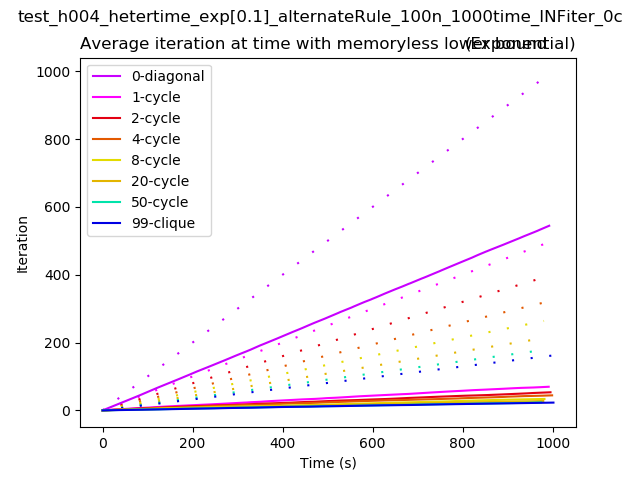 test_h004_hetertime_exp[0.1]_alternateRule_100n_1000time_INFiter_0c
Average iteration at time with memoryless lower bound (Exponential)
0-diagonal
1-cycle
2-cycle
4-cycle
8-cycle
20-cycle
50-cycle
99-clique
1000
800
600
400
200
0
Iteration
0 200 400 600 800 1000
Time (s)